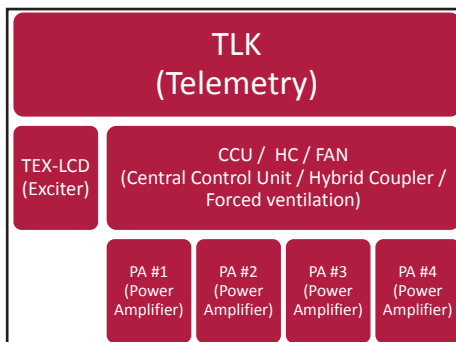 TLK
(Telemetry)
TEX-LCD
(Exciter)
CCU / HC / FAN
(Central Control Unit / Hybrid Coupler /
Forced ventilation)
PA #1
(Power
Amplifier)
PA #2
(Power
Amplifier)
PA #3
(Power
Amplifier)
PA #4
(Power
Amplifier)